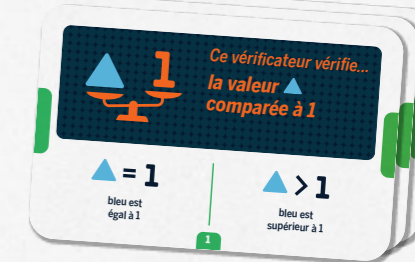 1
Ce vérificateur vérifie...
la valeur
comparée à 1
= 1
bleu est
égal à 1
> 1
bleu est
supérieur à 1
1